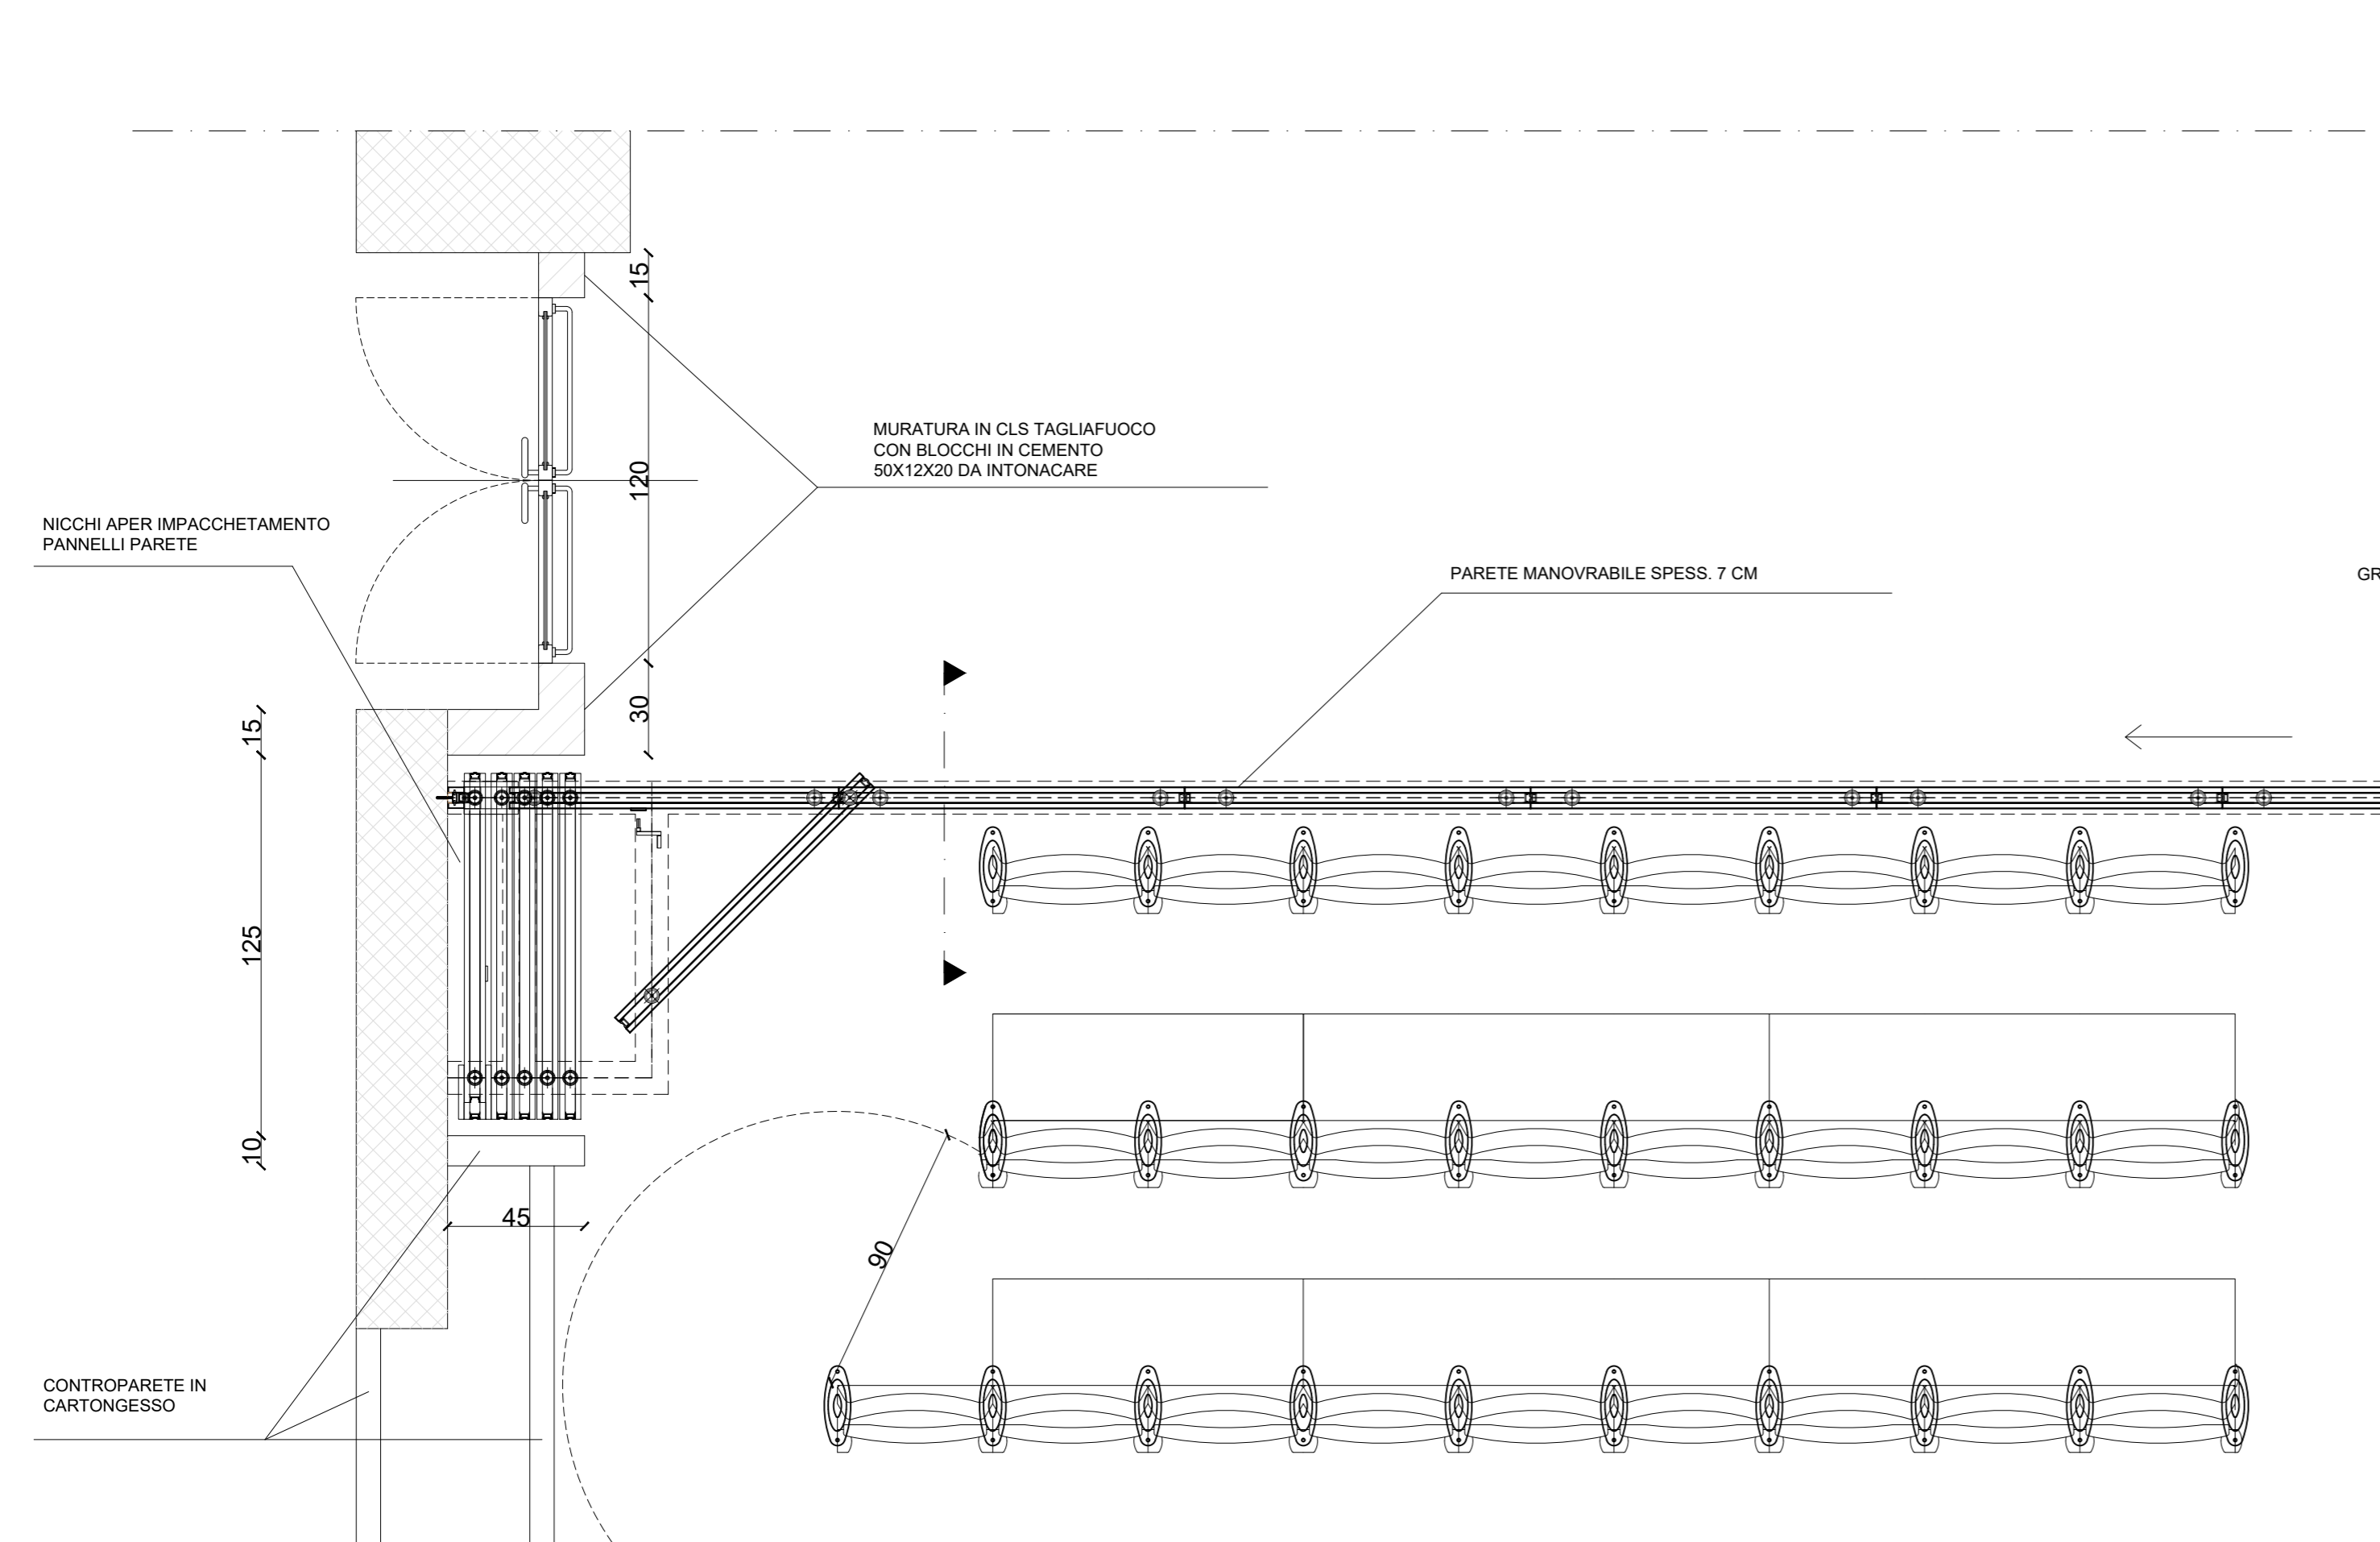 15
MURATURA IN CLS TAGLIAFUOCO
CON BLOCCHI IN CEMENTO
50X12X20 DA INTONACARE
120
NICCHI APER IMPACCHETAMENTO
PANNELLI PARETE
PARETE MANOVRABILE SPESS. 7 CM
GR
30
15
125
10
45
90
CONTROPARETE IN
CARTONGESSO